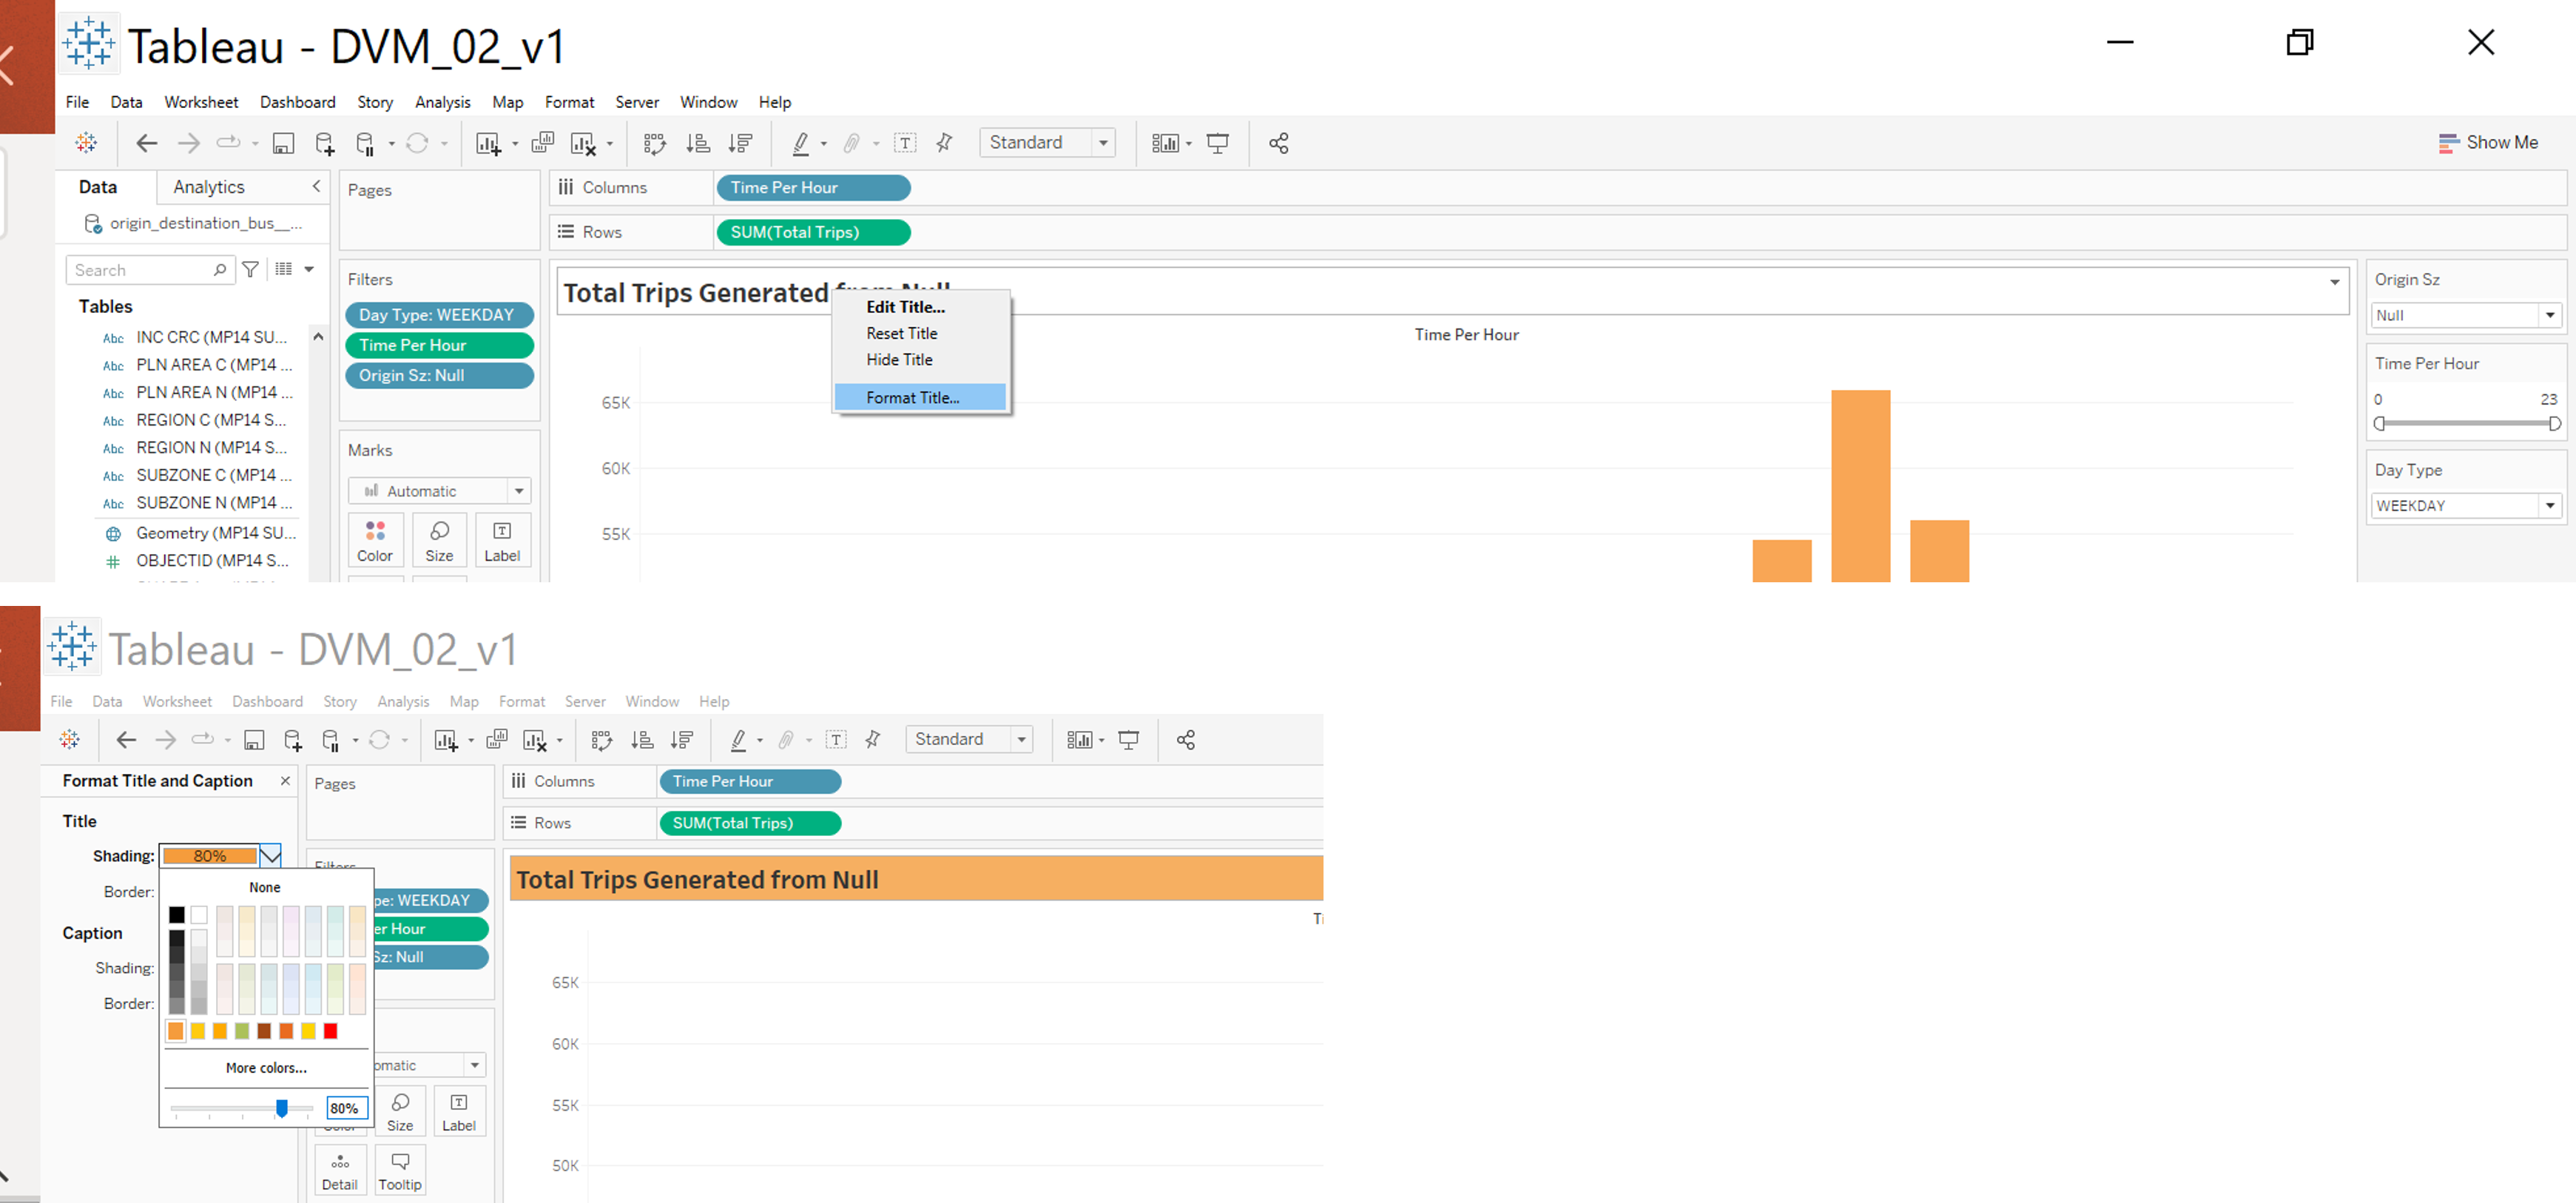 Tableau - DVM_02_v1
File Data Worksheet Dashboard Story Analysis Map Format Server Window Help
Standard
Show Me
Data Analytics
origin_destination_bus__...
Search
Tables
Abc INC CRC (MP14 SU...
Abc PLN AREA C (MP14 ...
Abc PLN AREA N (MP14 ...
Abc REGION C (MP14 S...
Abc REGION N (MP14 S...
Abc SUBZONE C (MP14 ...
Abc SUBZONE N (MP14 ...
Geometry (MP14 SU...
# OBJECTID (MP14 S...
Pages
Filters
Day Type: WEEKDAY
Time Per Hour
Origin Sz: Null
Marks
Automatic
Color Size Label
Columns Time Per Hour
Rows SUM(Total Trips)
Total Trips Generated from Null
Edit Title...
Reset Title
Hide Title
Format Title...
Time Per Hour
65K
60K
55K
Origin Sz
Null
Time Per Hour
0 23
Day Type
WEEKDAY
Tableau - DVM_02_v1
File Data Worksheet Dashboard Story Analysis Map Format Server Window Help
Standard
Format Title and Caption
Title
Shading: 80%
Border:
None
Caption
Shading:
Border:
More colors...
80%
Pages
Filters
pe: WEEKDAY
er Hour
Sz: Null
omatic
Color Size Label
Detail Tooltip
Columns Time Per Hour
Rows SUM(Total Trips)
Total Trips Generated from Null
Ti
65K
60K
55K
50K